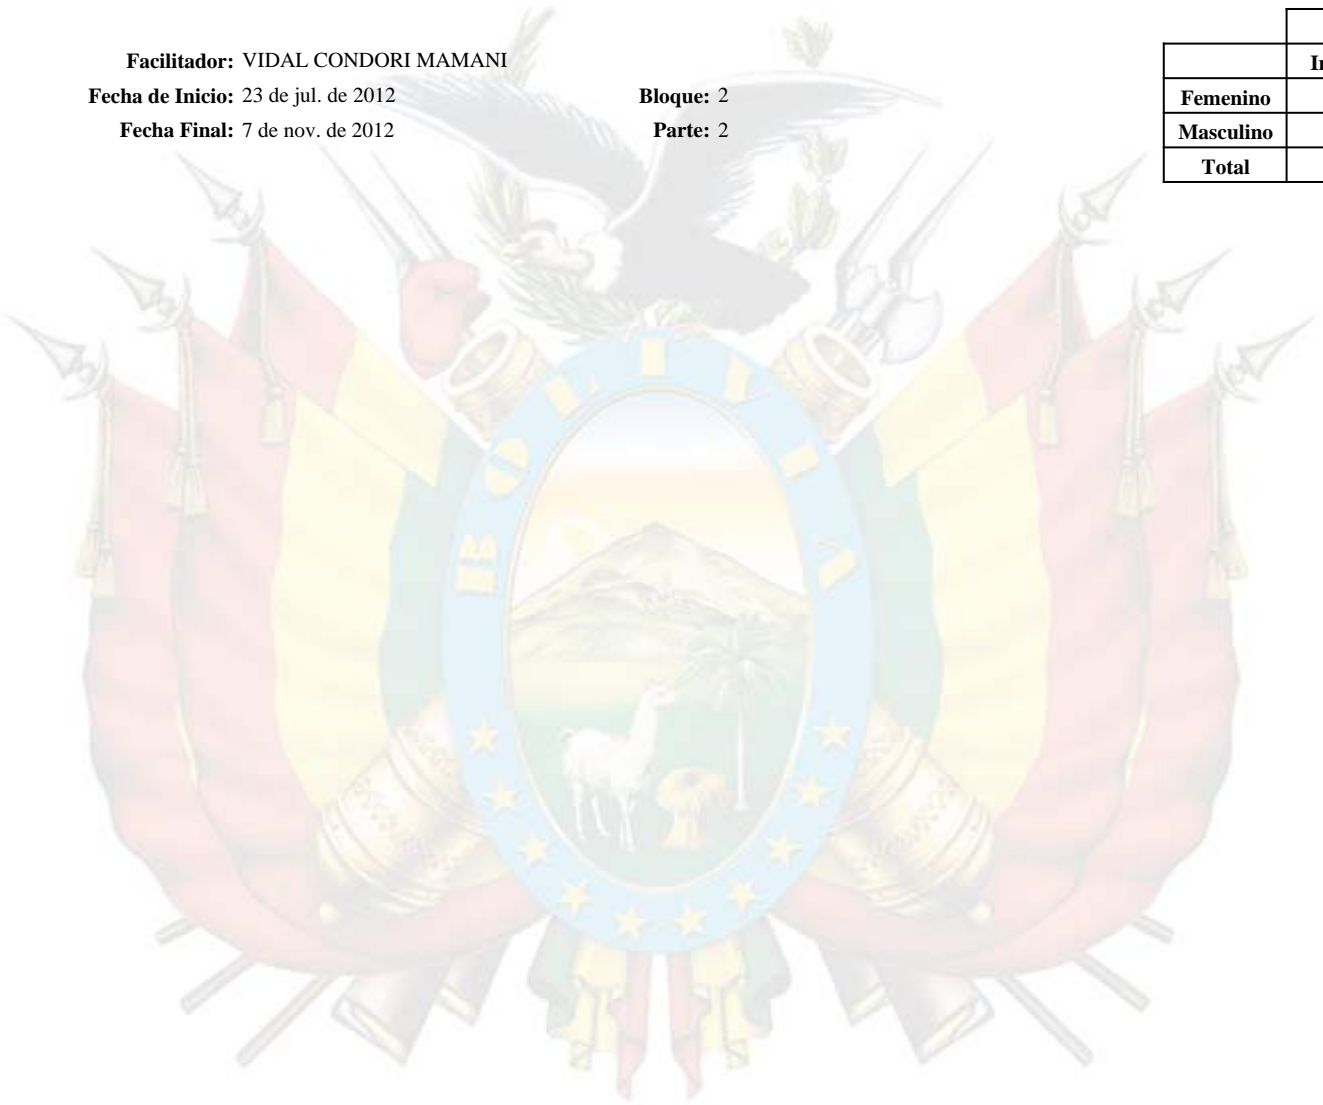 Facilitador: VIDAL CONDORI MAMANI
Fecha de Inicio: 23 de jul. de 2012 Bloque: 2
Fecha Final: 7 de nov. de 2012 Parte: 2
Femenino
Masculino
Total
BOLIVIA